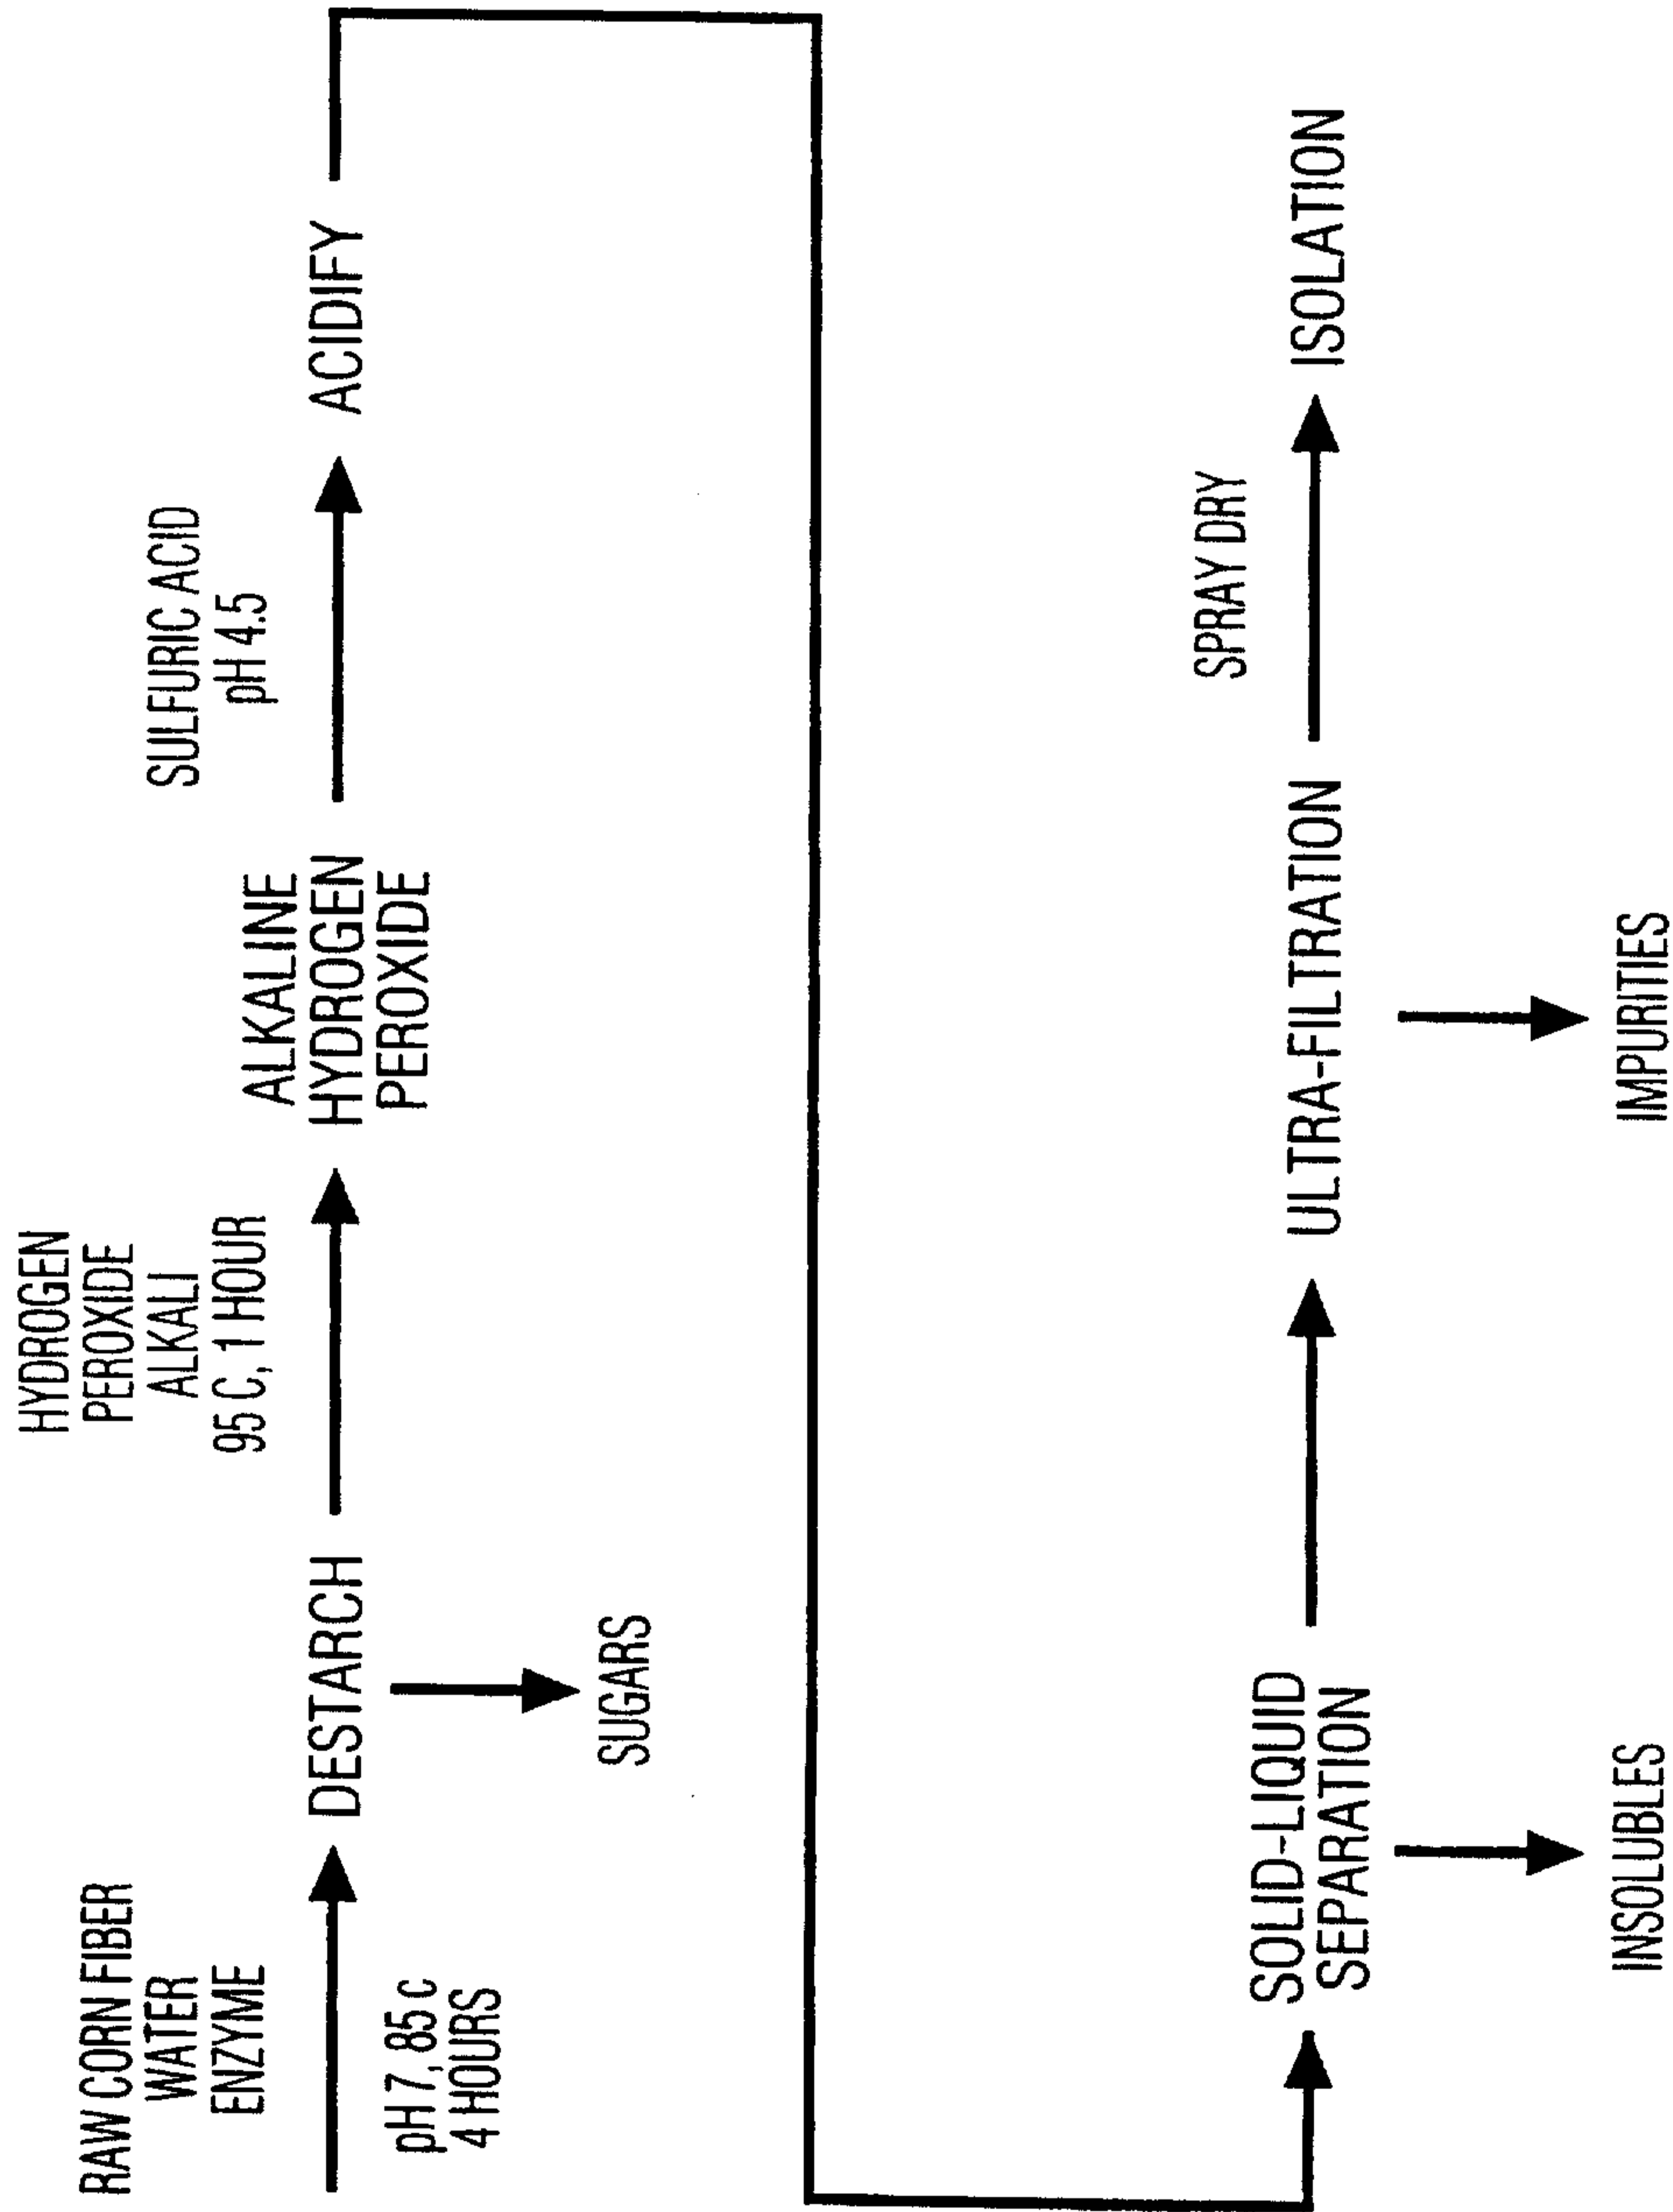 RAW CORN FIBER
WATER
ENZYME
pH 7, 85 c
4 HOURS
DESTARCH
SUGARS
HYDROGEN
PEROXIDE
ALKALI
95 C, 1 HOUR
ALKALINE
HYDROGEN
PEROXIDE
SULFURIC ACID
pH 4.5
ACIDIFY
SOLID-LIQUID
SEPARATION
INSOLUBLES
ULTRA-FILTRATION
IMPURITIES
SPRAY DRY
ISOLATION